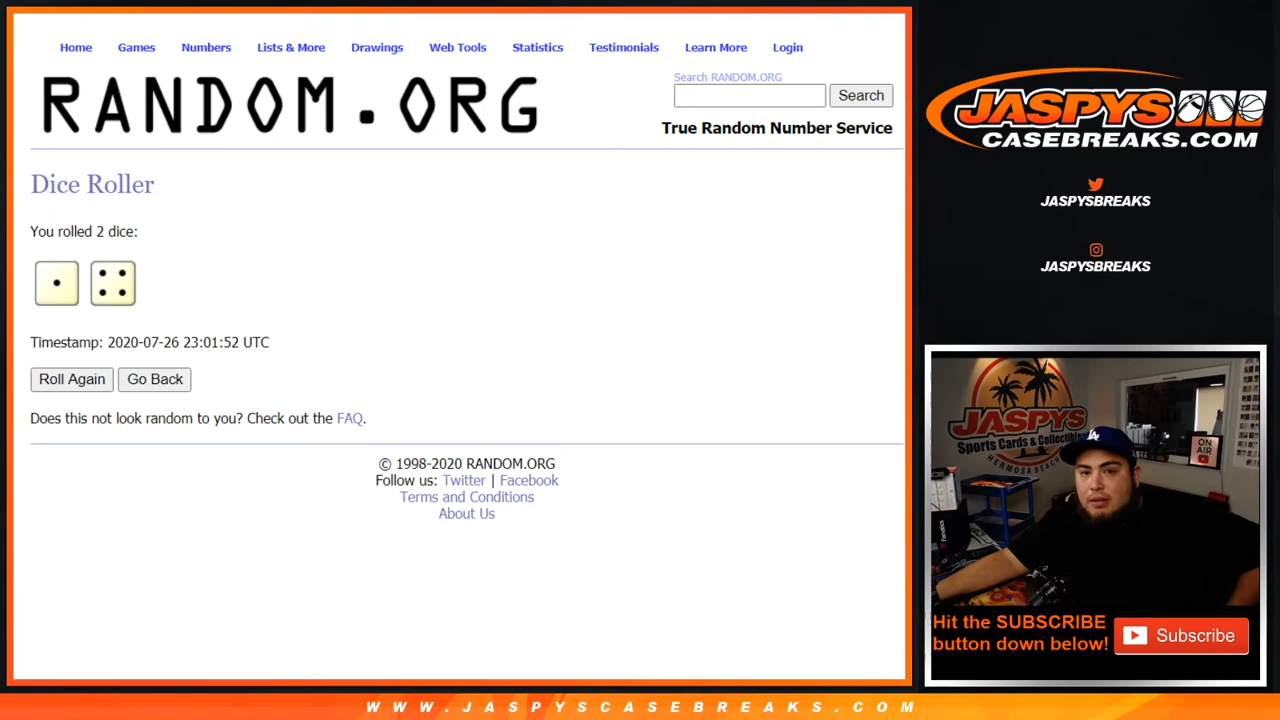 Home Games Numbers Lists & More Drawings Web Tools Statistics Testimonials Learn More Login
RANDOM.ORG
Search RANDOM.ORG
Search
True Random Number Service
Dice Roller
You rolled 2 dice:
Timestamp: 2020-07-26 23:01:52 UTC
Roll Again Go Back
Does this not look random to you? Check out the FAQ.
© 1998-2020 RANDOM.ORG
Follow us: Twitter | Facebook
Terms and Conditions
About Us
JASPYS
CASEBREAKS.COM
JASPYSBREAKS
JASPYSBREAKS
JASPYS
Sports Cards & Collectibles
HERMOSA BEACH
ON
AIR
Fanatics
LA
Hit the SUBSCRIBE
button down below!
Subscribe
WWW.JASPYSCASEBREAKS.COM